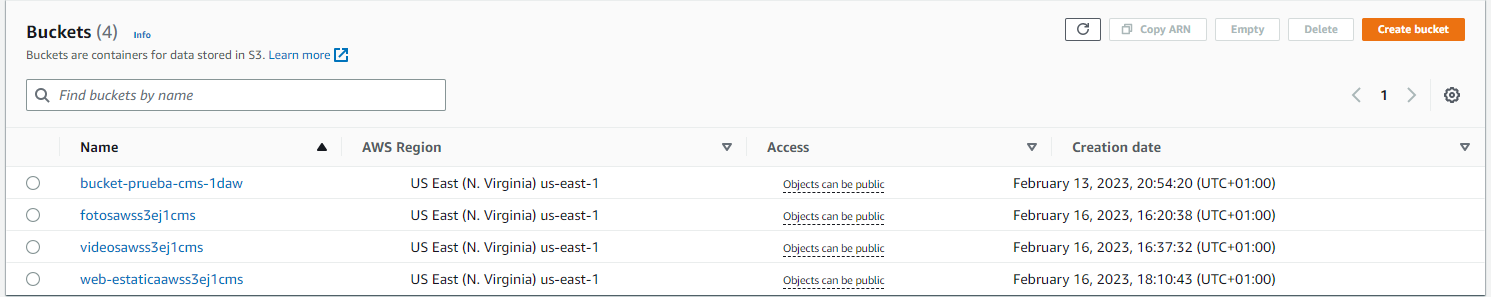 Buckets (4) Info
Copy ARN Empty Delete Create bucket
Buckets are containers for data stored in S3. Learn more
Find buckets by name
1
Name AWS Region Access Creation date
bucket-prueba-cms-1daw US East (N. Virginia) us-east-1 Objects can be public February 13, 2023, 20:54:20 (UTC+01:00)
fotosawss3ej1cms US East (N. Virginia) us-east-1 Objects can be public February 16, 2023, 16:20:38 (UTC+01:00)
videosawss3ej1cms US East (N. Virginia) us-east-1 Objects can be public February 16, 2023, 16:37:32 (UTC+01:00)
web-estaticaawss3ej1cms US East (N. Virginia) us-east-1 Objects can be public February 16, 2023, 18:10:43 (UTC+01:00)